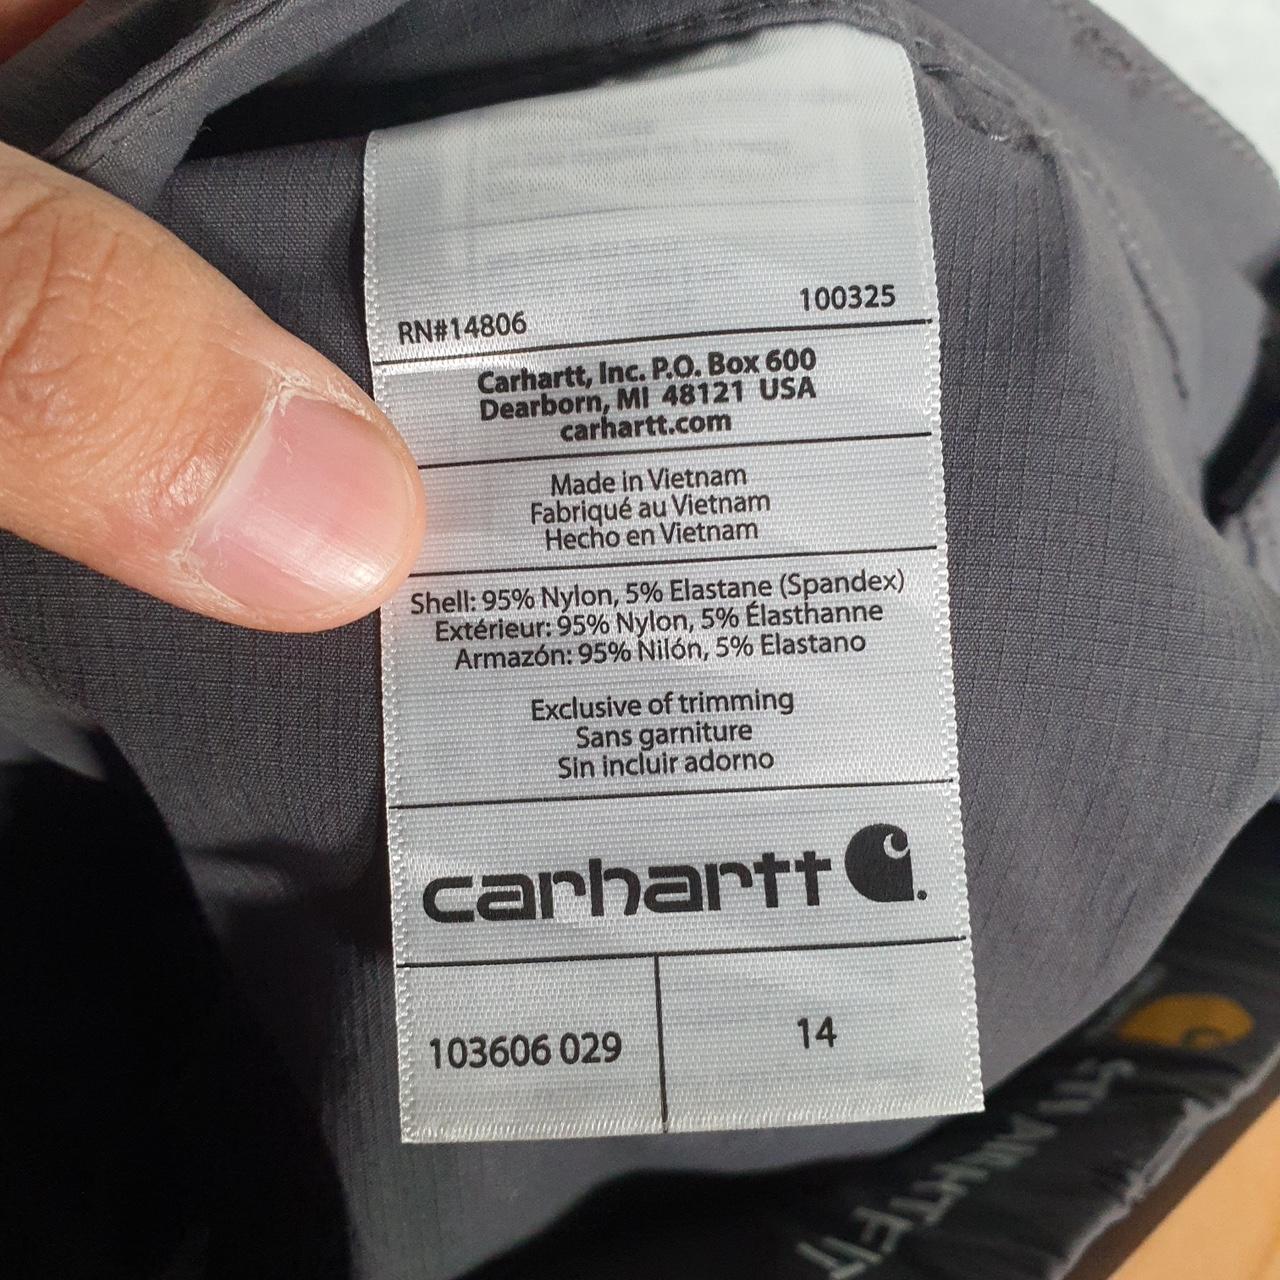 RN#14806 100325
Carhartt, Inc. P.O. Box 600
Dearborn, MI 48121 USA
carhartt.com
Made in Vietnam
Fabriqué au Vietnam
Hecho en Vietnam
Shell: 95% Nylon, 5% Elastane (Spandex)
Extérieur: 95% Nylon, 5% Élasthanne
Armazón: 95% Nilón, 5% Elastano
Exclusive of trimming
Sans garniture
Sin incluir adorno
carhartt
103606 029 14